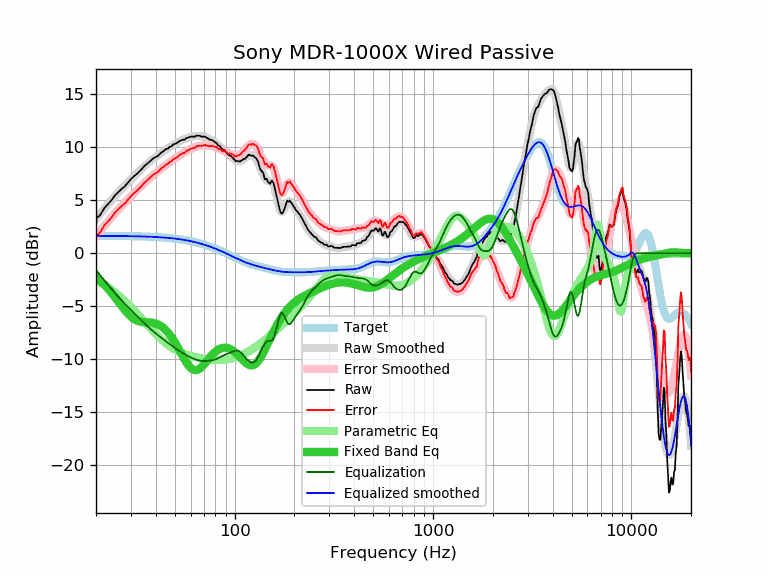 Sony MDR-1000X Wired Passive
Amplitude (dBr)
15
10
5
0
−5
−10
−15
−20
Target
Raw Smoothed
Error Smoothed
Raw
Error
Parametric Eq
Fixed Band Eq
Equalization
Equalized smoothed
100
1000
10000
Frequency (Hz)